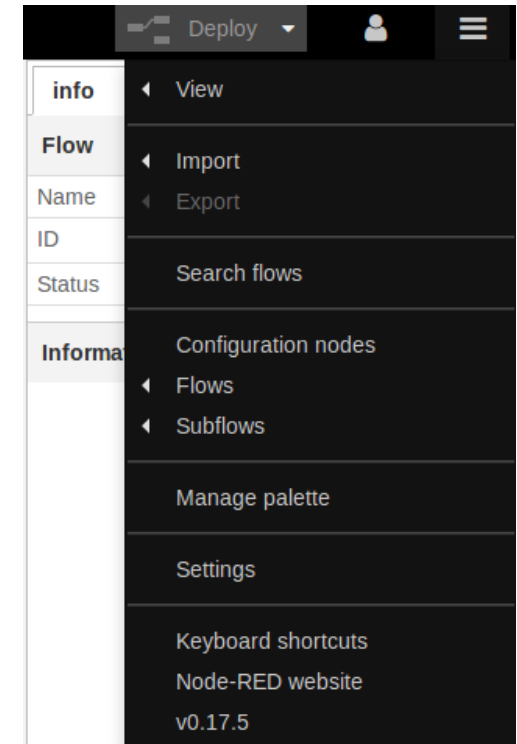 Deploy
info
View
Flow
Import
Name
Export
ID
Search flows
Status
Configuration nodes
Informa
Flows
Subflows
Manage palette
Settings
Keyboard shortcuts
Node-RED website
v0.17.5